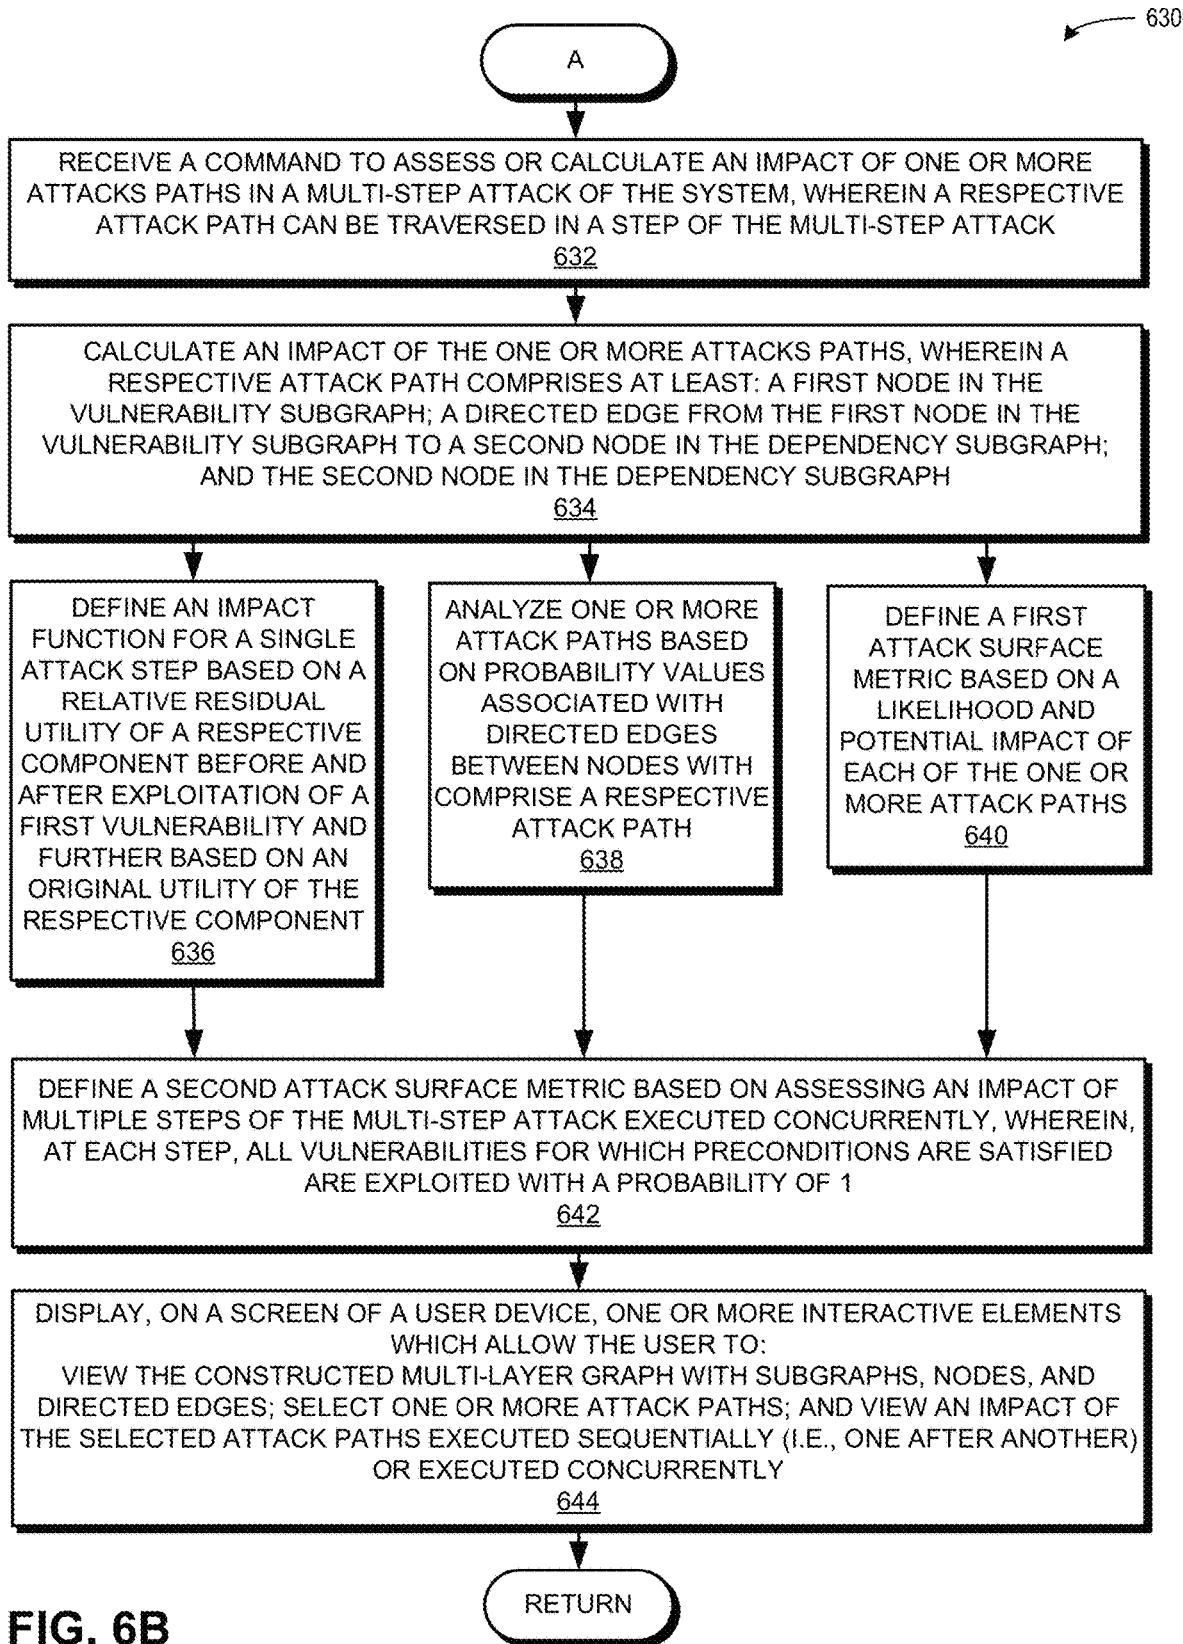 630
A
RECEIVE A COMMAND TO ASSESS OR CALCULATE AN IMPACT OF ONE OR MORE
ATTACKS PATHS IN A MULTI-STEP ATTACK OF THE SYSTEM, WHEREIN A RESPECTIVE
ATTACK PATH CAN BE TRAVERSED IN A STEP OF THE MULTI-STEP ATTACK
632
CALCULATE AN IMPACT OF THE ONE OR MORE ATTACKS PATHS, WHEREIN A
RESPECTIVE ATTACK PATH COMPRISES AT LEAST: A FIRST NODE IN THE
VULNERABILITY SUBGRAPH; A DIRECTED EDGE FROM THE FIRST NODE IN THE
VULNERABILITY SUBGRAPH TO A SECOND NODE IN THE DEPENDENCY SUBGRAPH;
AND THE SECOND NODE IN THE DEPENDENCY SUBGRAPH
634
DEFINE AN IMPACT
FUNCTION FOR A SINGLE
ATTACK STEP BASED ON A
RELATIVE RESIDUAL
UTILITY OF A RESPECTIVE
COMPONENT BEFORE AND
AFTER EXPLOITATION OF A
FIRST VULNERABILITY AND
FURTHER BASED ON AN
ORIGINAL UTILITY OF THE
RESPECTIVE COMPONENT
636
ANALYZE ONE OR MORE
ATTACK PATHS BASED
ON PROBABILITY VALUES
ASSOCIATED WITH
DIRECTED EDGES
BETWEEN NODES WITH
COMPRISE A RESPECTIVE
ATTACK PATH
638
DEFINE A FIRST
ATTACK SURFACE
METRIC BASED ON A
LIKELIHOOD AND
POTENTIAL IMPACT OF
EACH OF THE ONE OR
MORE ATTACK PATHS
640
DEFINE A SECOND ATTACK SURFACE METRIC BASED ON ASSESSING AN IMPACT OF
MULTIPLE STEPS OF THE MULTI-STEP ATTACK EXECUTED CONCURRENTLY, WHEREIN,
AT EACH STEP, ALL VULNERABILITIES FOR WHICH PRECONDITIONS ARE SATISFIED
ARE EXPLOITED WITH A PROBABILITY OF 1
642
DISPLAY, ON A SCREEN OF A USER DEVICE, ONE OR MORE INTERACTIVE ELEMENTS
WHICH ALLOW THE USER TO:
VIEW THE CONSTRUCTED MULTI-LAYER GRAPH WITH SUBGRAPHS, NODES, AND
DIRECTED EDGES; SELECT ONE OR MORE ATTACK PATHS; AND VIEW AN IMPACT OF
THE SELECTED ATTACK PATHS EXECUTED SEQUENTIALLY (I.E., ONE AFTER ANOTHER)
OR EXECUTED CONCURRENTLY
644
RETURN
FIG. 6B